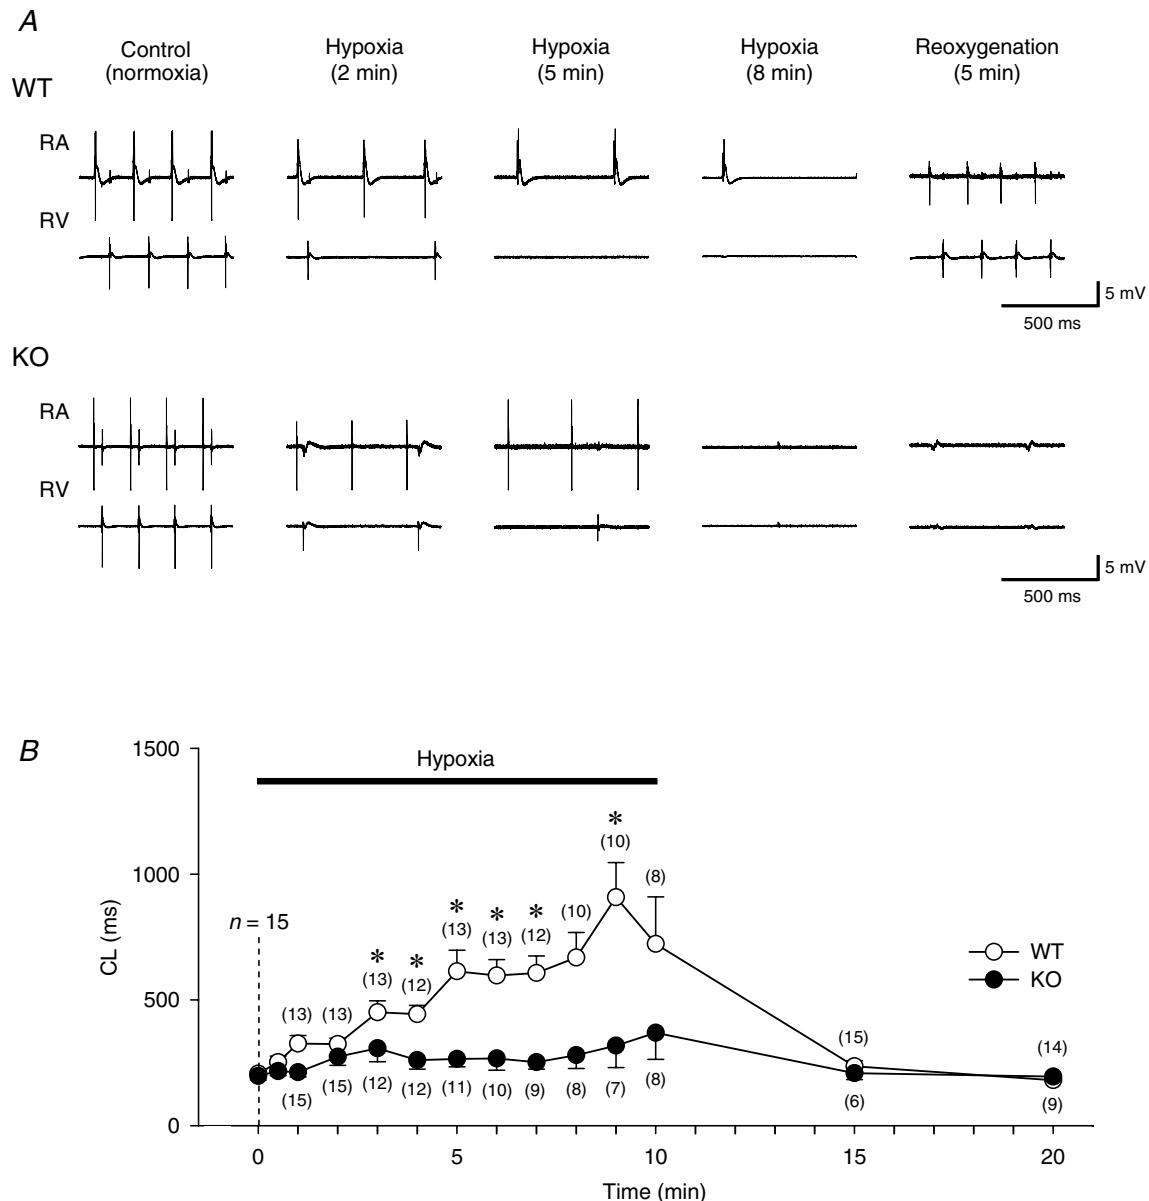 A
Control (normoxia)
Hypoxia (2 min)
Hypoxia (5 min)
Hypoxia (8 min)
Reoxygenation (5 min)
WT
RA
RV
5 mV
500 ms
KO
RA
RV
5 mV
500 ms
B
1500
1000
500
0
CL (ms)
Hypoxia
n = 15
(13)
(13)
*
(13)
*
(12)
*
(13)
*
(13)
*
(12)
(10)
*
(10)
(8)
(15)
(14)
(15)
(15)
(12)
(12)
(11)
(10)
(9)
(8)
(7)
(8)
(6)
(9)
WT
KO
0
5
10
15
20
Time (min)